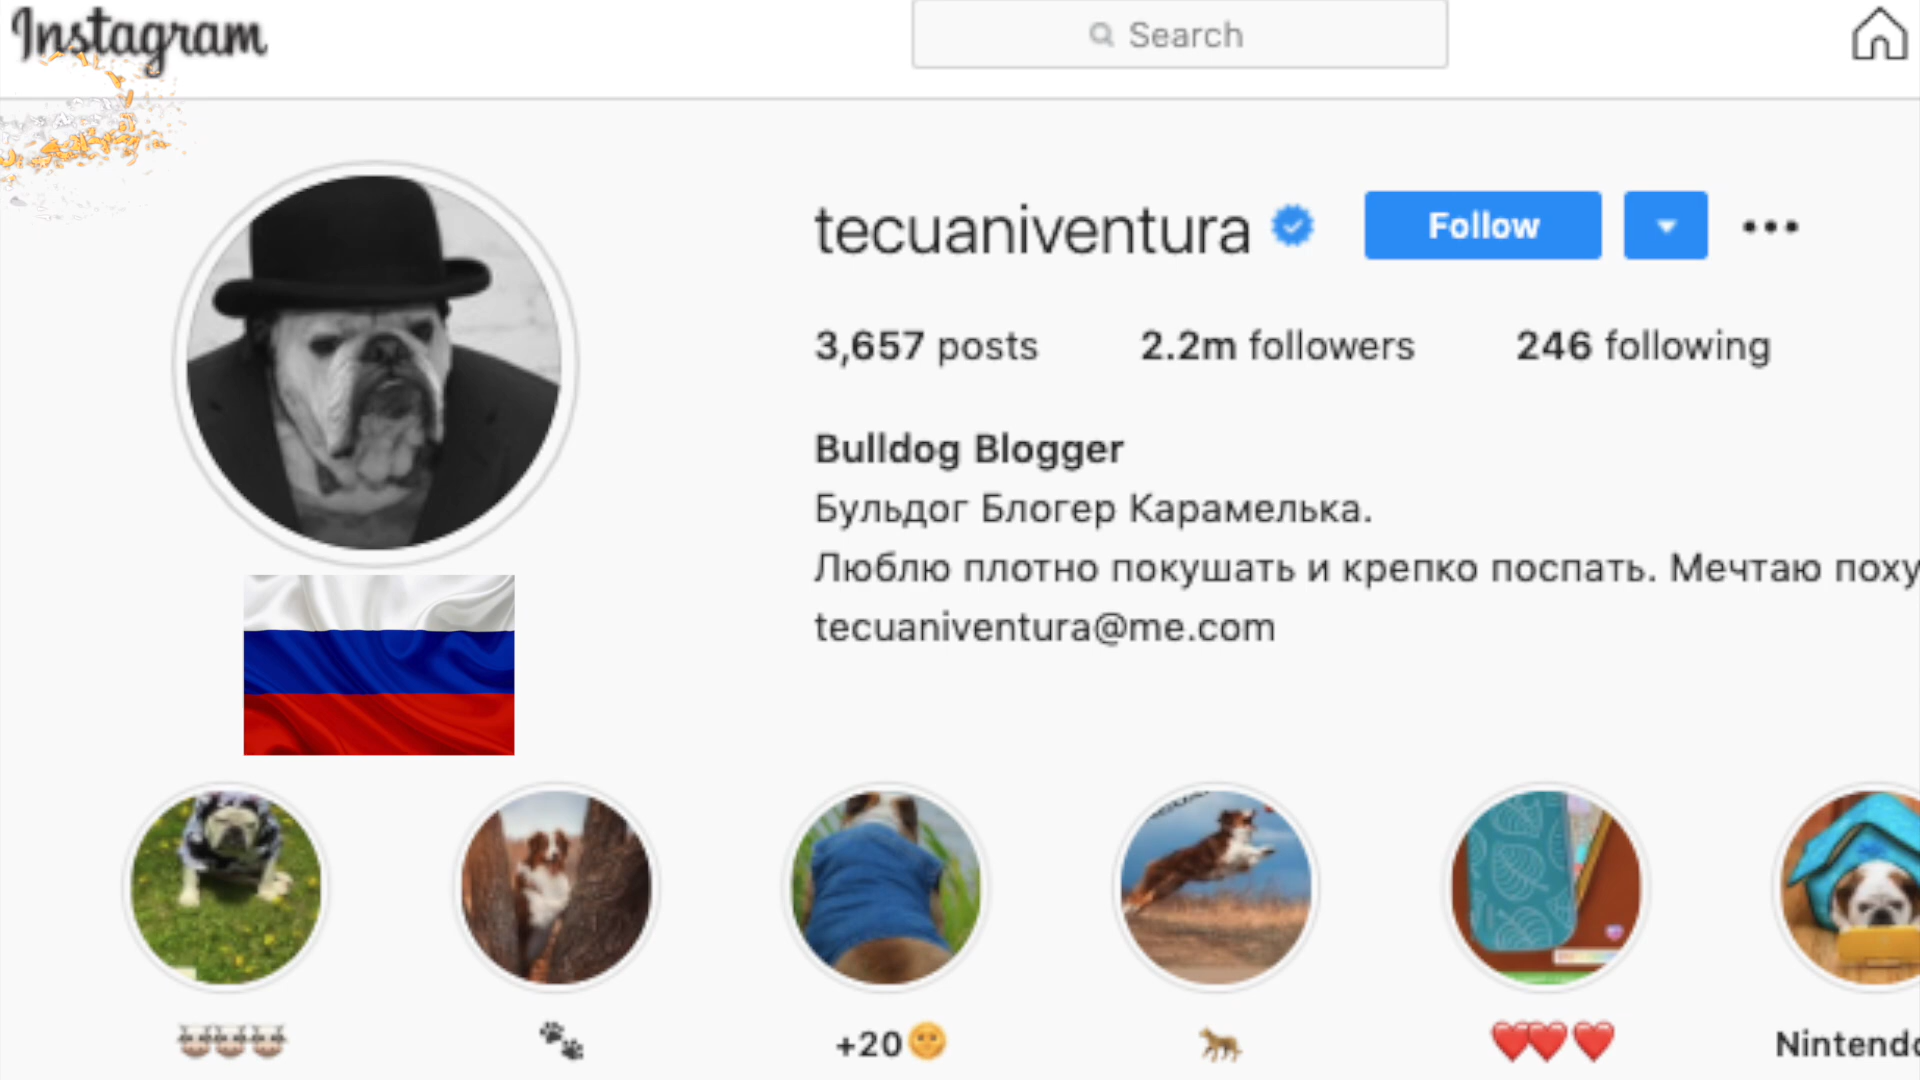 Instagram
Search
tecuaniventura Follow
3,657 posts 2.2m followers 246 following
Bulldog Blogger
Бульдог Блогер Карамелька.
Люблю плотно покушать и крепко поспать. Мечтаю поху
tecuaniventura@me.com
+20
Nintendo